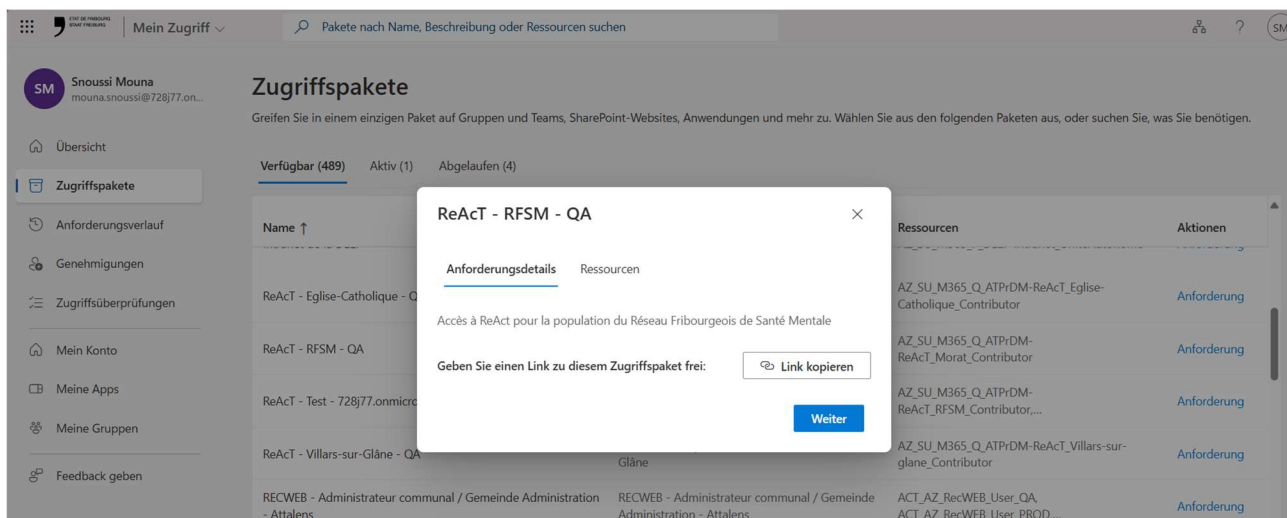 ETAT DE FRIBOURG
STAAT FREIBURG
Mein Zugriff
Pakete nach Name, Beschreibung oder Ressourcen suchen
?
SM
SM
Snoussi Mouna
mouna.snoussi@728j77.on...
Übersicht
Zugriffspakete
Anforderungsverlauf
Genehmigungen
Zugriffsüberprüfungen
Mein Konto
Meine Apps
Meine Gruppen
Feedback geben
Zugriffspakete
Greifen Sie in einem einzigen Paket auf Gruppen und Teams, SharePoint-Websites, Anwendungen und mehr zu. Wählen Sie aus den folgenden Paketen aus, oder suchen Sie, was Sie benötigen.
Verfügbar (489) Aktiv (1) Abgelaufen (4)
Name ↑ Ressourcen Aktionen
ReAcT - Eglise-Catholique - Q
AZ_SU_M365_Q_ATPrDM-ReAcT_Eglise-
Catholique_Contributor
Anforderung
ReAcT - RFSM - QA
AZ_SU_M365_Q_ATPrDM-
ReAcT_Morat_Contributor
Anforderung
ReAcT - Test - 728j77.onmicro
AZ_SU_M365_Q_ATPrDM-
ReAcT_RFSM_Contributor,...
Anforderung
ReAcT - Villars-sur-Glâne - QA
Glâne
AZ_SU_M365_Q_ATPrDM-ReAcT_Villars-sur-
glane_Contributor
Anforderung
RECWEB - Administrateur communal / Gemeinde Administration
- Attalens
RECWEB - Administrateur communal / Gemeinde
Administration - Attalens
ACT_AZ_RecWEB_User_QA,
ACT_AZ_RecWEB_User_PROD,...
Anforderung
ReAcT - RFSM - QA
Anforderungsdetails Ressourcen
Accès à ReAct pour la population du Réseau Fribourgeois de Santé Mentale
Geben Sie einen Link zu diesem Zugriffspaket frei:
Link kopieren
Weiter